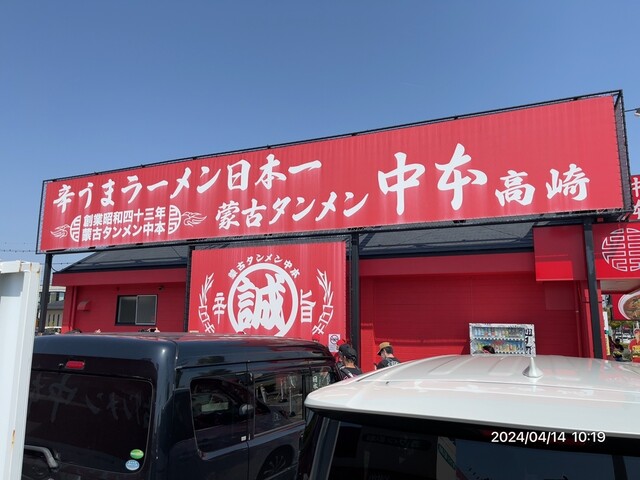 辛うまラーメン日本一
創業昭和四十三年
蒙古タンメン中本
蒙古タンメン
中本
高崎
蒙古タンメン中本
辛
誠
旨
2024/04/14 10:19